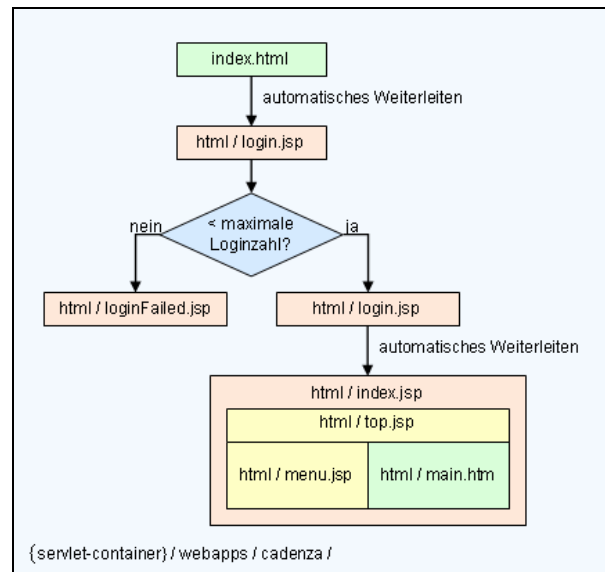 index.html
automatisches Weiterleiten
html / login.jsp
< maximale
Loginzahl?
nein
ja
html / loginFailed.jsp
html / login.jsp
automatisches Weiterleiten
html / index.jsp
html / top.jsp
html / menu.jsp
html / main.htm
{servlet-container} / webapps / cadenza /